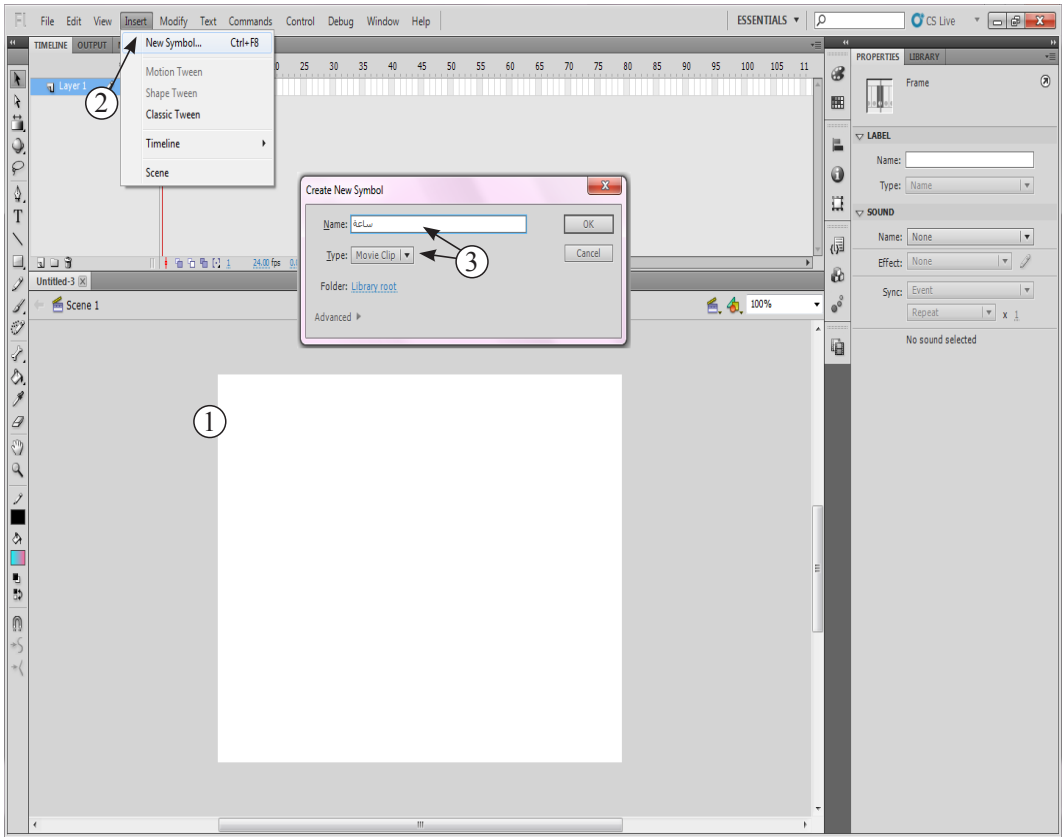 Fl File Edit View Insert Modify Text Commands Control Debug Window Help ESSENTIALS CS Live
TIMELINE OUTPUT
New Symbol... Ctrl+F8
Motion Tween
Shape Tween
Classic Tween
Timeline
Scene
25 30 35 40 45 50 55 60 65 70 75 80 85 90 95 100 105 11
Layer 1
2
Create New Symbol
Name: ساعة
OK
Type: Movie Clip
Cancel
3
Folder: Library root
Advanced
1 24.00 fps
Untitled-3
Scene 1
100%
1
PROPERTIES LIBRARY
Frame
LABEL
Name:
Type: Name
SOUND
Name: None
Effect: None
Sync: Event
Repeat x 1
No sound selected